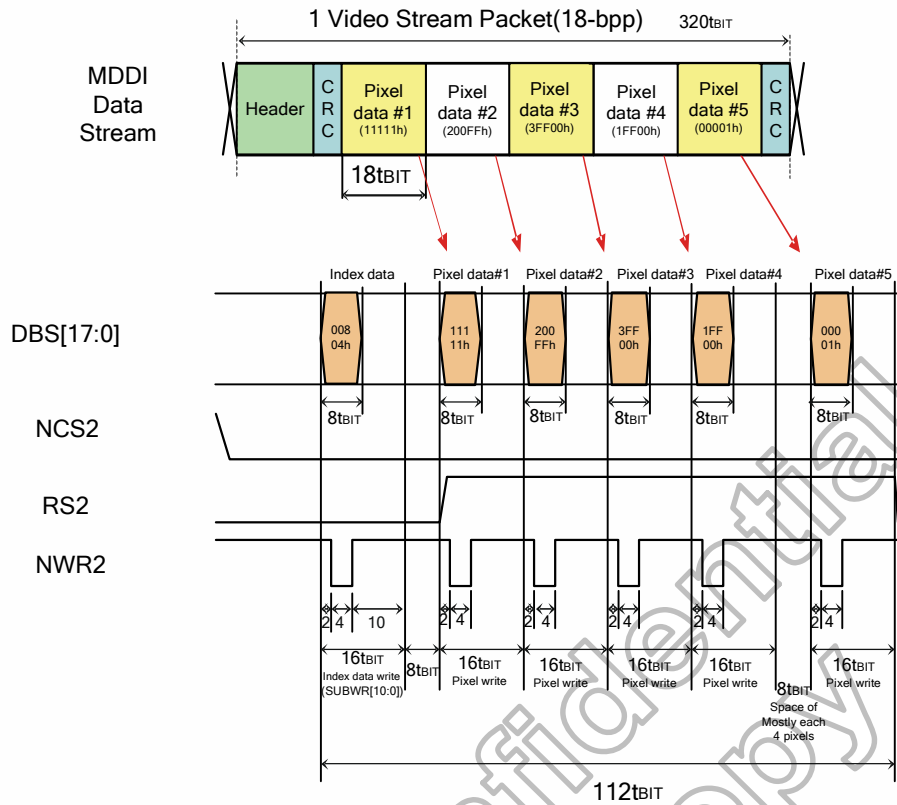 1 Video Stream Packet(18-bpp) 320tBIT
MDDI
Data
Stream
Header
C
R
C
Pixel
data #1
(11111h)
Pixel
data #2
(200FFh)
Pixel
data #3
(3FF00h)
Pixel
data #4
(1FF00h)
Pixel
data #5
(00001h)
C
R
C
18tBIT
Index data Pixel data#1 Pixel data#2 Pixel data#3 Pixel data#4 Pixel data#5
DBS[17:0]
008
04h
111
11h
200
FFh
3FF
00h
1FF
00h
000
01h
8tBIT 8tBIT 8tBIT 8tBIT 8tBIT 8tBIT
NCS2
RS2
NWR2
2 4 10 2 4 2 4 2 4 2 4 2 4
16tBIT
Index data write
(SUBWR[10:0])
8tBIT
16tBIT
Pixel write
16tBIT
Pixel write
16tBIT
Pixel write
16tBIT
Pixel write
8tBIT
Space of
Mostly each
4 pixels
16tBIT
Pixel write
112tBIT